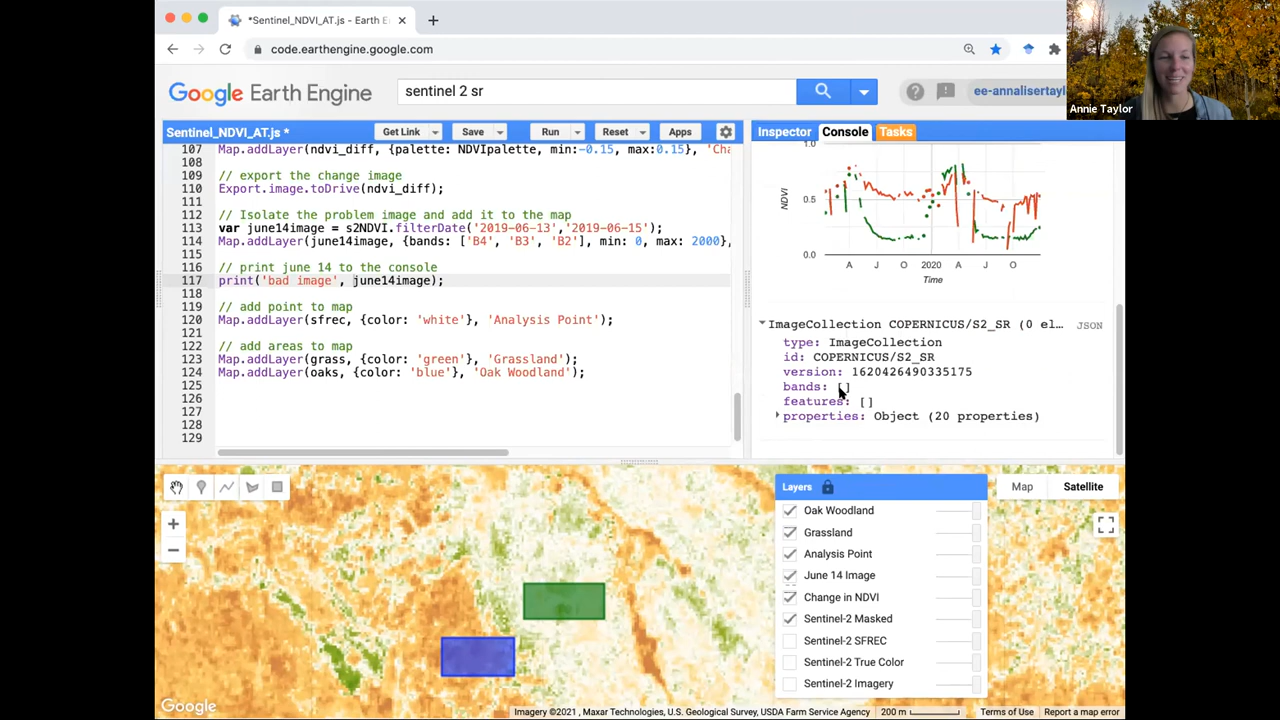 *Sentinel_NDVI_AT.js - Earth E
code.earthengine.google.com
Annie Taylor
Google Earth Engine
sentinel 2 sr
ee-annalisertayl
Sentinel_NDVI_AT.js *
Get Link
Save
Run
Reset
Apps
Inspector
Console
Tasks
107 Map.addLayer(ndvi_diff, {palette: NDVIpalette, min:-0.15, max:0.15}, 'Cha
108
109 // export the change image
110 Export.image.toDrive(ndvi_diff);
111
112 // Isolate the problem image and add it to the map
113 var june14image = s2NDVI.filterDate('2019-06-13','2019-06-15');
114 Map.addLayer(june14image, {bands: ['B4', 'B3', 'B2'], min: 0, max: 2000},
115
116 // print june 14 to the console
117 print('bad image', june14image);
118
119 // add point to map
120 Map.addLayer(sfrec, {color: 'white'}, 'Analysis Point');
121
122 // add areas to map
123 Map.addLayer(grass, {color: 'green'}, 'Grassland');
124 Map.addLayer(oaks, {color: 'blue'}, 'Oak Woodland');
125
126
127
128
129
1.0
NDVI
0.5
0.0
A J O 2020 A J O
Time
ImageCollection COPERNICUS/S2_SR (0 el…
JSON
type: ImageCollection
id: COPERNICUS/S2_SR
version: 1620426490335175
bands: []
features: []
properties: Object (20 properties)
Layers
Map
Satellite
Oak Woodland
Grassland
Analysis Point
June 14 Image
Change in NDVI
Sentinel-2 Masked
Sentinel-2 SFREC
Sentinel-2 True Color
Sentinel-2 Imagery
Google
Imagery ©2021 , Maxar Technologies, U.S. Geological Survey, USDA Farm Service Agency
200 m
Terms of Use
Report a map error